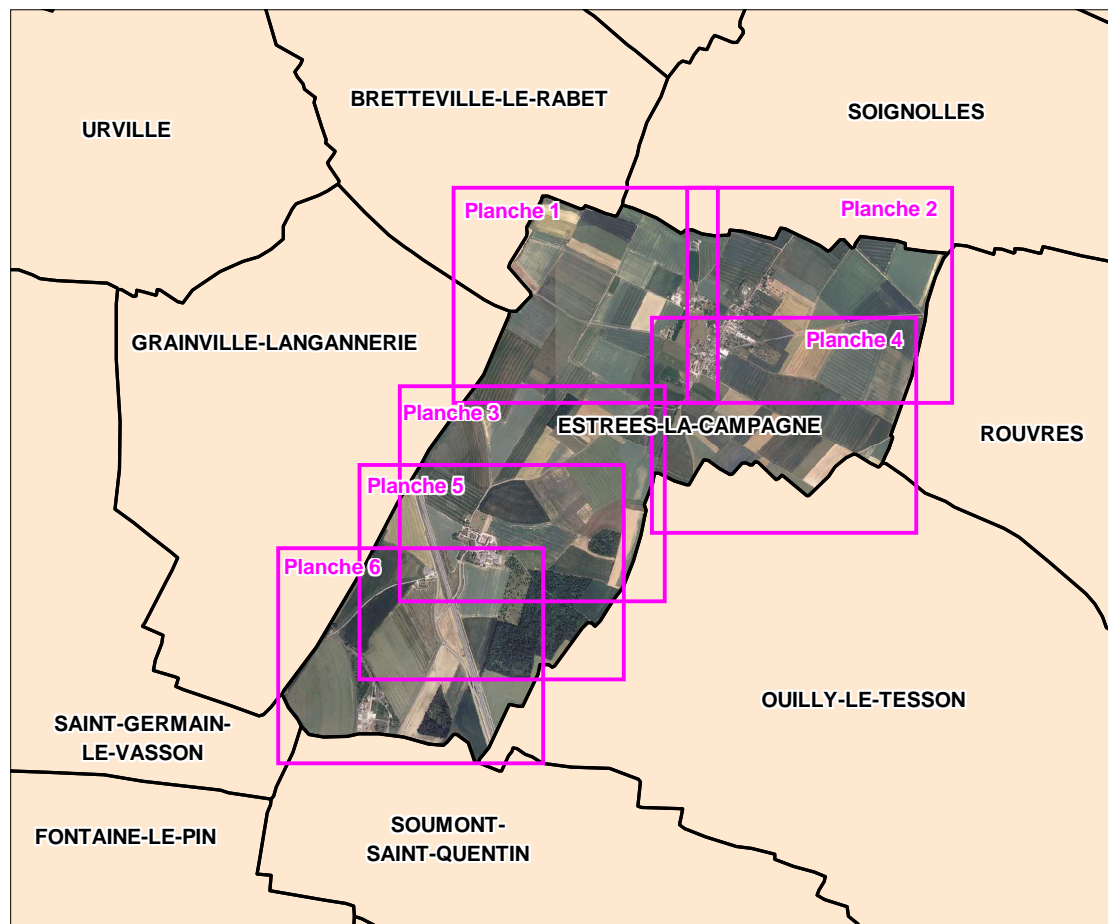 BRETTEVILLE-LE-RABET
SOIGNOLLES
URVILLE
Planche 1
Planche 2
GRAINVILLE-LANGANNERIE
Planche 4
Planche 3
ESTREES-LA-CAMPAGNE
ROUVRES
Planche 5
Planche 6
OUILLY-LE-TESSON
SAINT-GERMAIN-
LE-VASSON
FONTAINE-LE-PIN
SOUMONT-
SAINT-QUENTIN